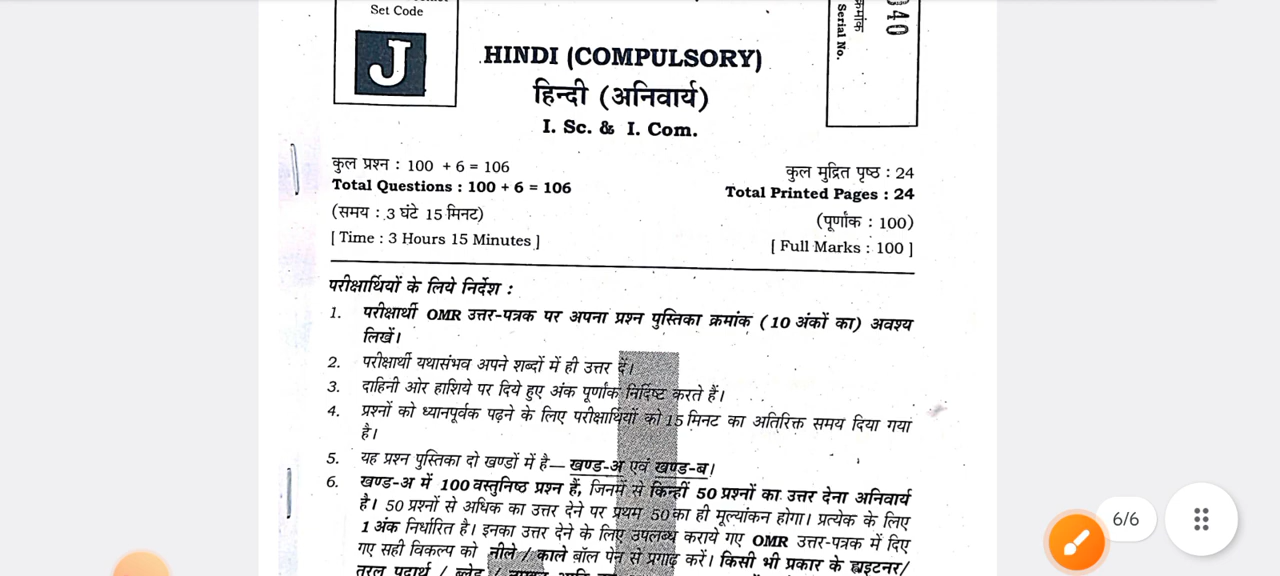 Set Code
J
HINDI (COMPULSORY)
हिन्दी (अनिवार्य)
I. Sc. & I. Com.
क्रमांक
Serial No.
040
कुल प्रश्न : 100 + 6 = 106
Total Questions : 100 + 6 = 106
(समय : 3 घंटे 15 मिनट)
[ Time : 3 Hours 15 Minutes ]
कुल मुद्रित पृष्ठ : 24
Total Printed Pages : 24
(पूर्णांक : 100)
[ Full Marks : 100 ]
परीक्षार्थियों के लिये निर्देश :
1. परीक्षार्थी OMR उत्तर-पत्रक पर अपना प्रश्न पुस्तिका क्रमांक (10 अंकों का) अवश्य
लिखें।
2. परीक्षार्थी यथासंभव अपने शब्दों में ही उत्तर दें।
3. दाहिनी ओर हाशिये पर दिये हुए अंक पूर्णांक निर्दिष्ट करते हैं।
4. प्रश्नों को ध्यानपूर्वक पढ़ने के लिए परीक्षार्थियों को 15 मिनट का अतिरिक्त समय दिया गया
है।
5. यह प्रश्न पुस्तिका दो खण्डों में है— खण्ड-अ एवं खण्ड-ब।
6. खण्ड-अ में 100 वस्तुनिष्ठ प्रश्न हैं, जिनमें से किन्हीं 50 प्रश्नों का उत्तर देना अनिवार्य
है। 50 प्रश्नों से अधिक का उत्तर देने पर प्रथम 50 का ही मूल्यांकन होगा। प्रत्येक के लिए
1 अंक निर्धारित है। इनका उत्तर देने के लिए उपलब्ध कराये गए OMR उत्तर-पत्रक में दिए
गए सही विकल्प को नीले / काले बॉल पेन से प्रगाढ़ करें। किसी भी प्रकार के ह्वाइटनर/
तरल पदार्थ / ब्लेड /
6/6